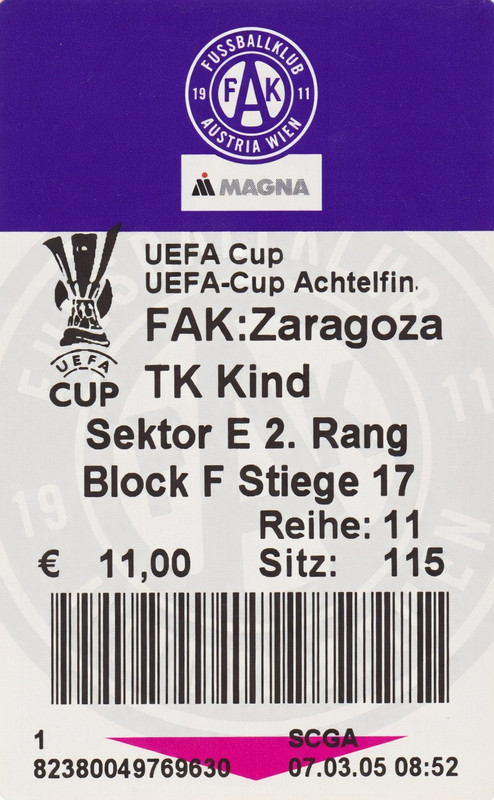 FUSSBALLKLUB
19 FAK 11
AUSTRIA WIEN
MAGNA
UEFA Cup
UEFA-Cup Achtelfin.
FAK:Zaragoza
UEFA
CUP
TK Kind
Sektor E 2. Rang
Block F Stiege 17
Reihe: 11
€ 11,00 Sitz: 115
1 SCGA
82380049769630 07.03.05 08:52